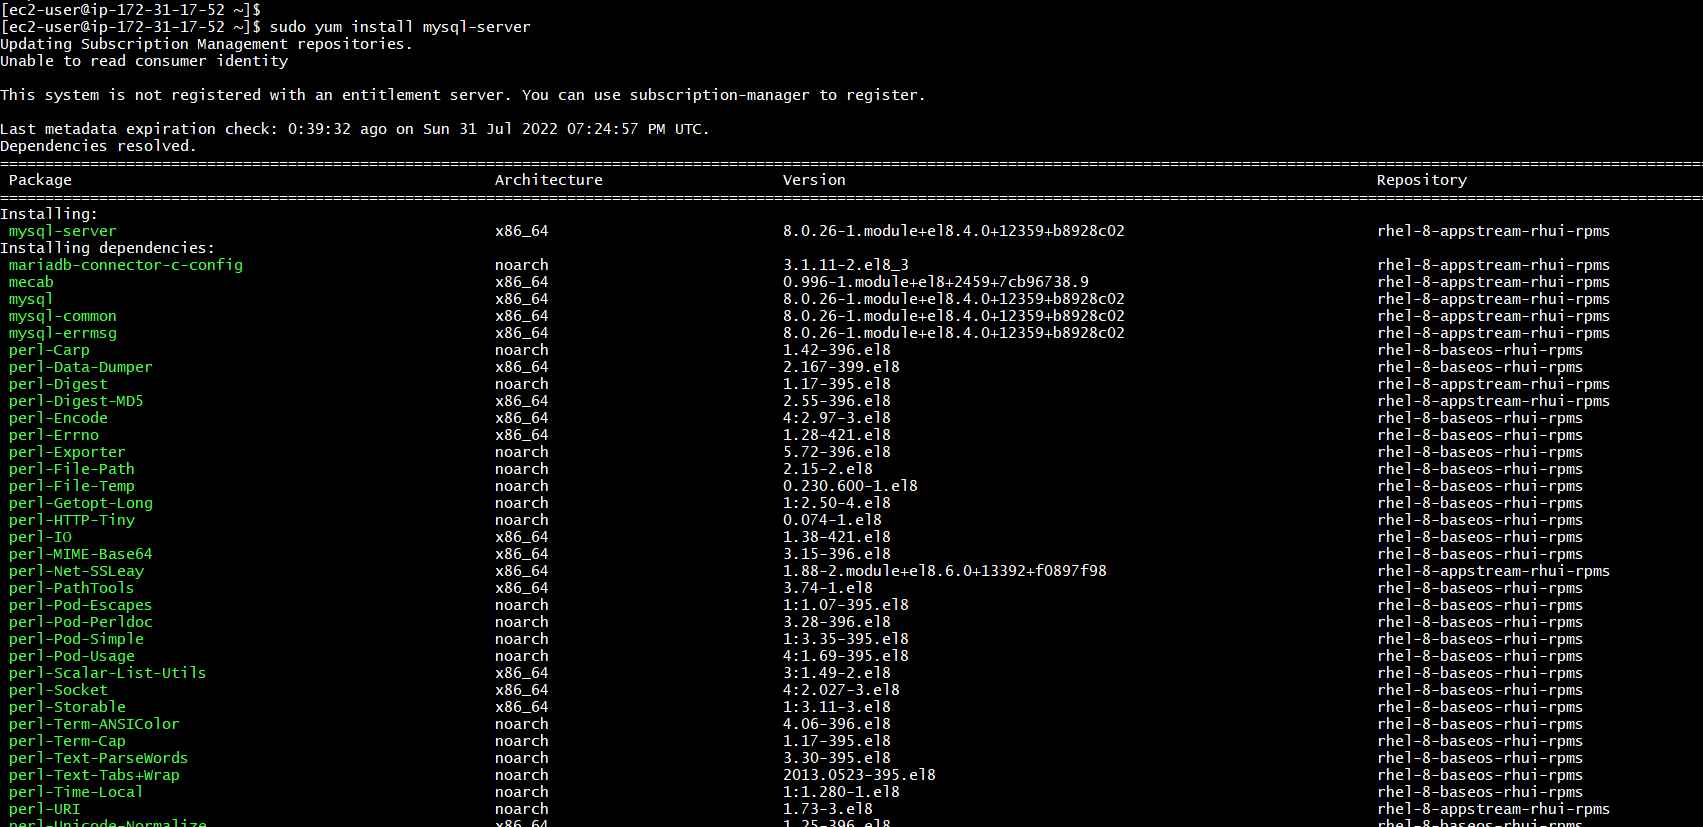 [ec2-user@ip-172-31-17-52 ~]$
[ec2-user@ip-172-31-17-52 ~]$ sudo yum install mysql-server
Updating Subscription Management repositories.
Unable to read consumer identity
This system is not registered with an entitlement server. You can use subscription-manager to register.
Last metadata expiration check: 0:39:32 ago on Sun 31 Jul 2022 07:24:57 PM UTC.
Dependencies resolved.
Package Architecture Version Repository
Installing:
mysql-server x86_64 8.0.26-1.module+el8.4.0+12359+b8928c02 rhel-8-appstream-rhui-rpms
Installing dependencies:
mariadb-connector-c-config noarch 3.1.11-2.el8_3 rhel-8-appstream-rhui-rpms
mecab x86_64 0.996-1.module+el8+2459+7cb96738.9 rhel-8-appstream-rhui-rpms
mysql x86_64 8.0.26-1.module+el8.4.0+12359+b8928c02 rhel-8-appstream-rhui-rpms
mysql-common x86_64 8.0.26-1.module+el8.4.0+12359+b8928c02 rhel-8-appstream-rhui-rpms
mysql-errmsg x86_64 8.0.26-1.module+el8.4.0+12359+b8928c02 rhel-8-appstream-rhui-rpms
perl-Carp noarch 1.42-396.el8 rhel-8-baseos-rhui-rpms
perl-Data-Dumper x86_64 2.167-399.el8 rhel-8-baseos-rhui-rpms
perl-Digest noarch 1.17-395.el8 rhel-8-appstream-rhui-rpms
perl-Digest-MD5 x86_64 2.55-396.el8 rhel-8-appstream-rhui-rpms
perl-Encode x86_64 4:2.97-3.el8 rhel-8-baseos-rhui-rpms
perl-Errno x86_64 1.28-421.el8 rhel-8-baseos-rhui-rpms
perl-Exporter noarch 5.72-396.el8 rhel-8-baseos-rhui-rpms
perl-File-Path noarch 2.15-2.el8 rhel-8-baseos-rhui-rpms
perl-File-Temp noarch 0.230.600-1.el8 rhel-8-baseos-rhui-rpms
perl-Getopt-Long noarch 1:2.50-4.el8 rhel-8-baseos-rhui-rpms
perl-HTTP-Tiny noarch 0.074-1.el8 rhel-8-baseos-rhui-rpms
perl-IO x86_64 1.38-421.el8 rhel-8-baseos-rhui-rpms
perl-MIME-Base64 x86_64 3.15-396.el8 rhel-8-baseos-rhui-rpms
perl-Net-SSLeay x86_64 1.88-2.module+el8.6.0+13392+f0897f98 rhel-8-appstream-rhui-rpms
perl-PathTools x86_64 3.74-1.el8 rhel-8-baseos-rhui-rpms
perl-Pod-Escapes noarch 1:1.07-395.el8 rhel-8-baseos-rhui-rpms
perl-Pod-Perldoc noarch 3.28-396.el8 rhel-8-baseos-rhui-rpms
perl-Pod-Simple noarch 1:3.35-395.el8 rhel-8-baseos-rhui-rpms
perl-Pod-Usage noarch 4:1.69-395.el8 rhel-8-baseos-rhui-rpms
perl-Scalar-List-Utils x86_64 3:1.49-2.el8 rhel-8-baseos-rhui-rpms
perl-Socket x86_64 4:2.027-3.el8 rhel-8-baseos-rhui-rpms
perl-Storable x86_64 1:3.11-3.el8 rhel-8-baseos-rhui-rpms
perl-Term-ANSIColor noarch 4.06-396.el8 rhel-8-baseos-rhui-rpms
perl-Term-Cap noarch 1.17-395.el8 rhel-8-baseos-rhui-rpms
perl-Text-ParseWords noarch 3.30-395.el8 rhel-8-baseos-rhui-rpms
perl-Text-Tabs+Wrap noarch 2013.0523-395.el8 rhel-8-baseos-rhui-rpms
perl-Time-Local noarch 1:1.280-1.el8 rhel-8-baseos-rhui-rpms
perl-URI noarch 1.73-3.el8 rhel-8-appstream-rhui-rpms
perl-Unicode-Normalize x86_64 1.25-396.el8 rhel-8-baseos-rhui-rpms